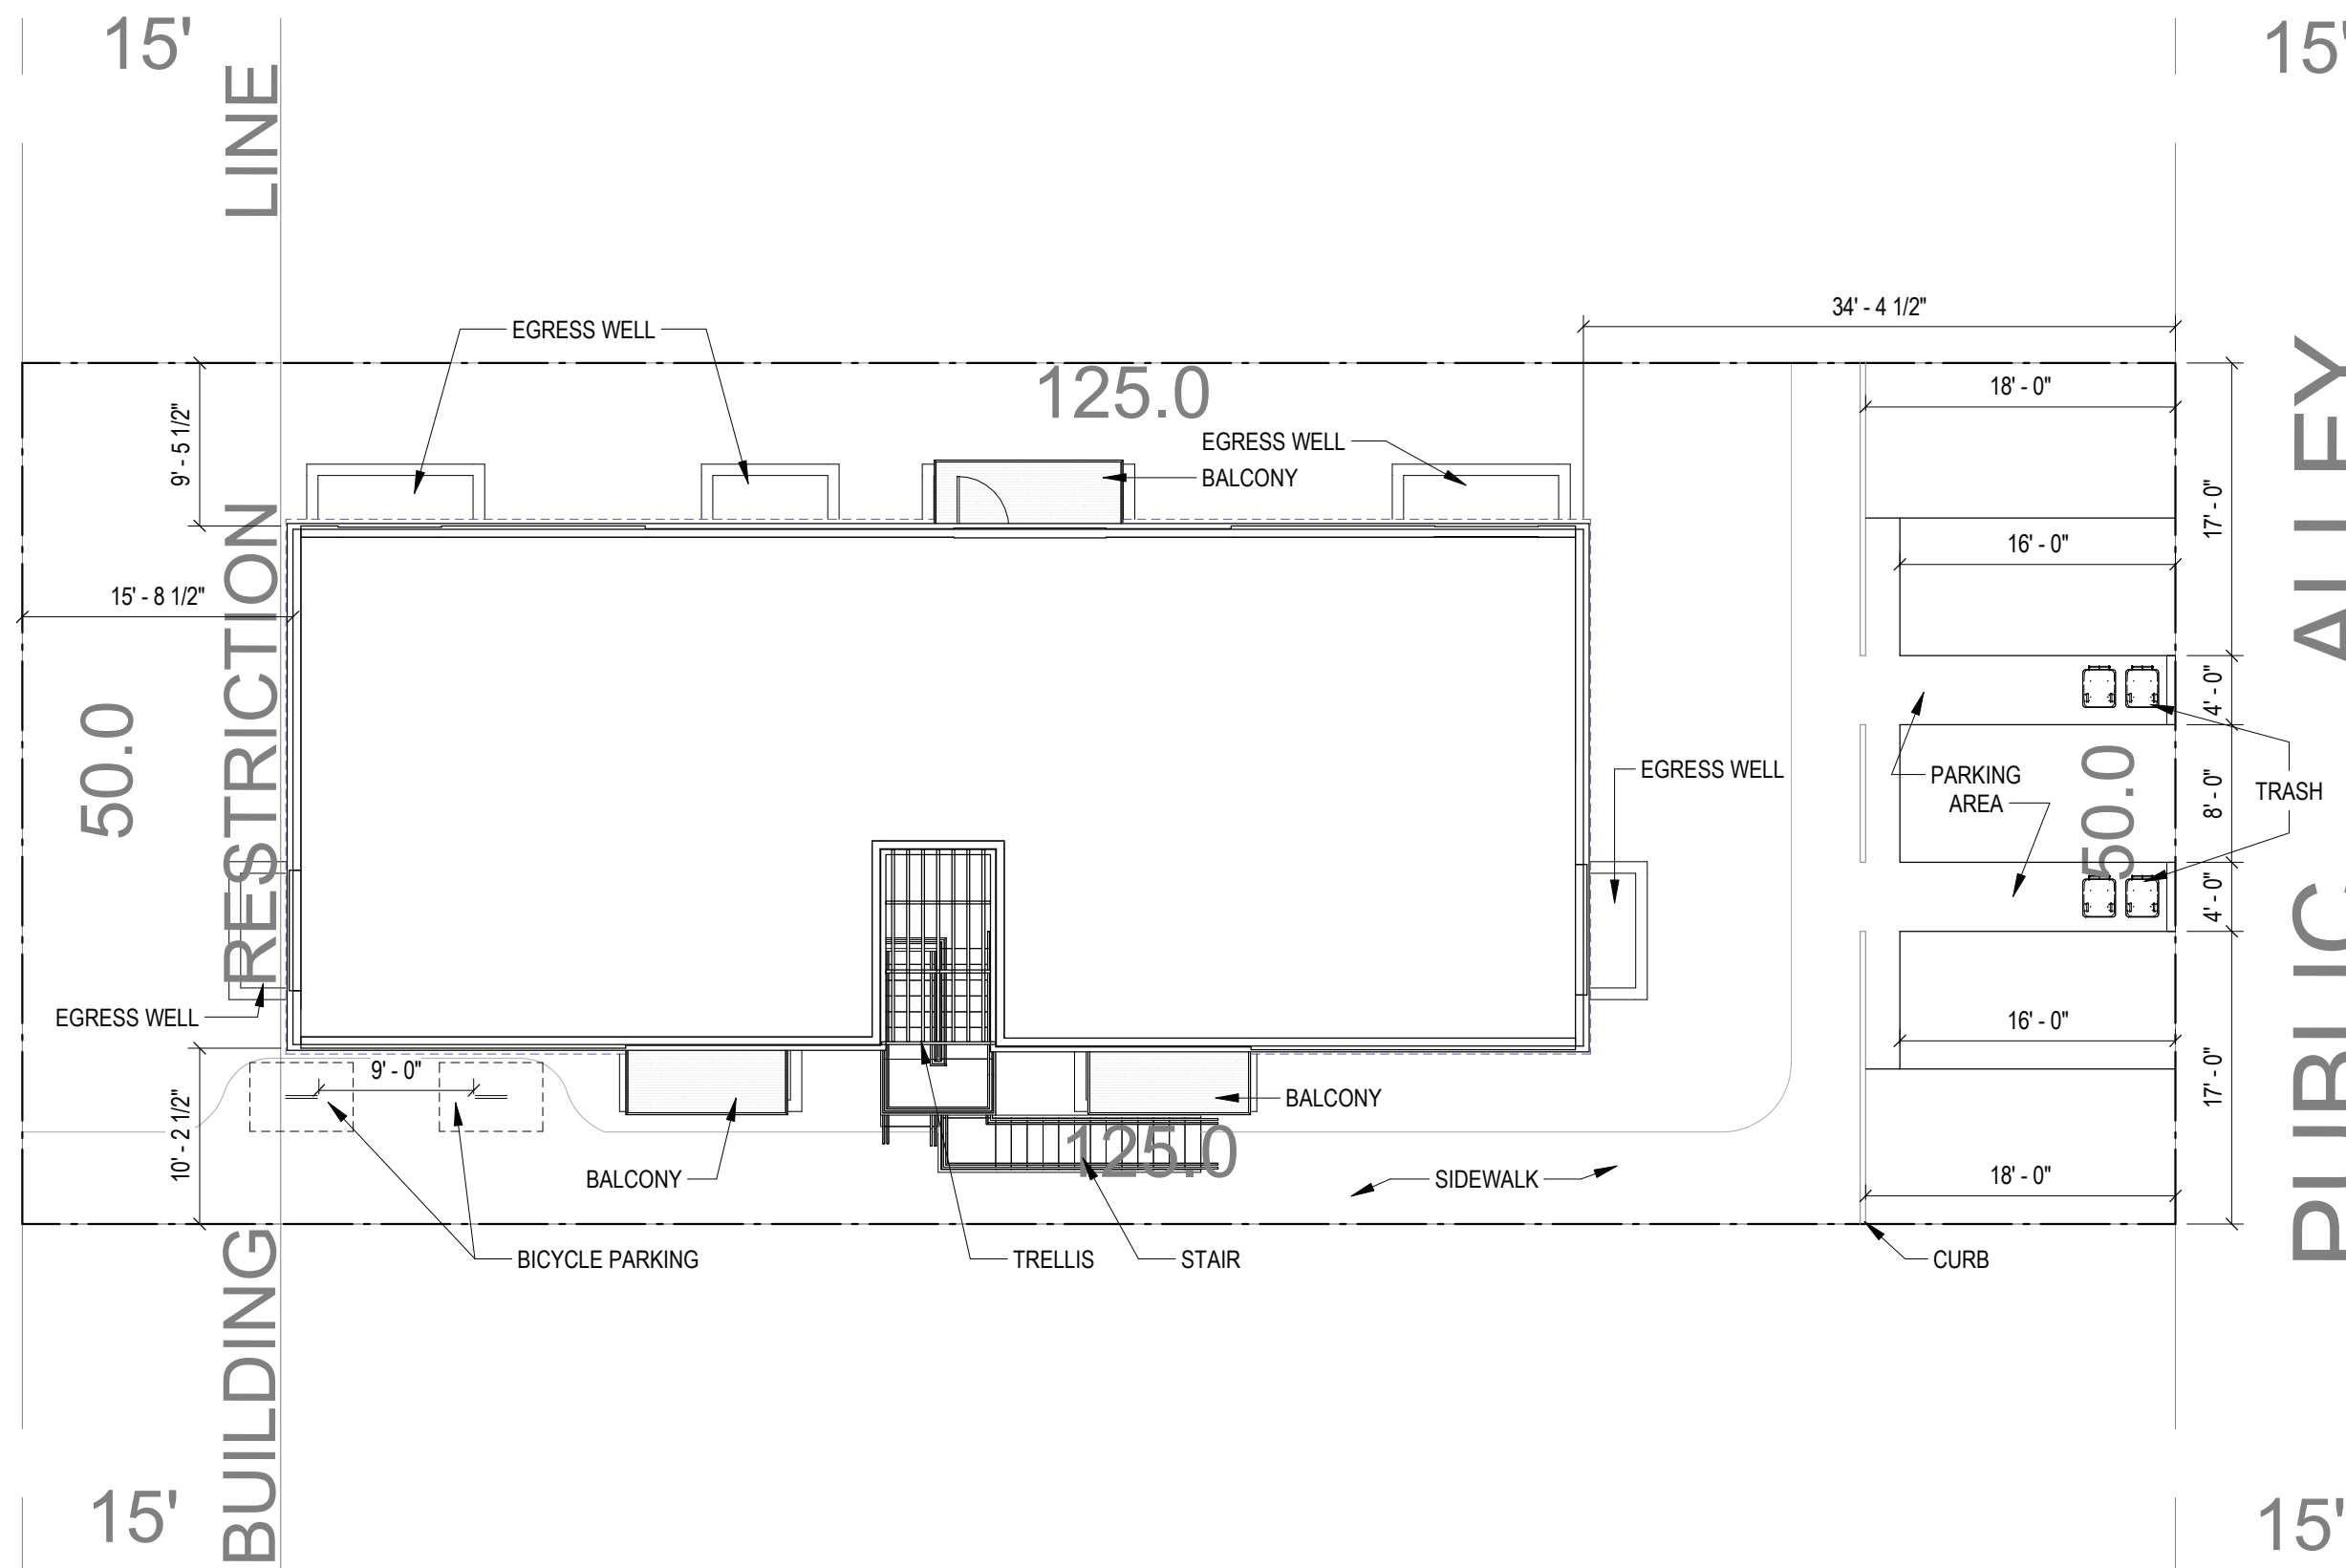 15'
15'
LINE
34' - 4 1/2"
EGRESS WELL
125.0
18' - 0"
9' - 5 1/2"
EGRESS WELL
BALCONY
17' - 0"
16' - 0"
15' - 8 1/2"
RESTRICTION
50.0
4' - 0"
EGRESS WELL
PARKING
AREA
50.0
8' - 0"
TRASH
PUBLIC ALLEY
4' - 0"
EGRESS WELL
16' - 0"
9' - 0"
BALCONY
17' - 0"
10' - 2 1/2"
125.0
BALCONY
SIDEWALK
18' - 0"
BICYCLE PARKING
TRELLIS
STAIR
CURB
BUILDING
15'
15'